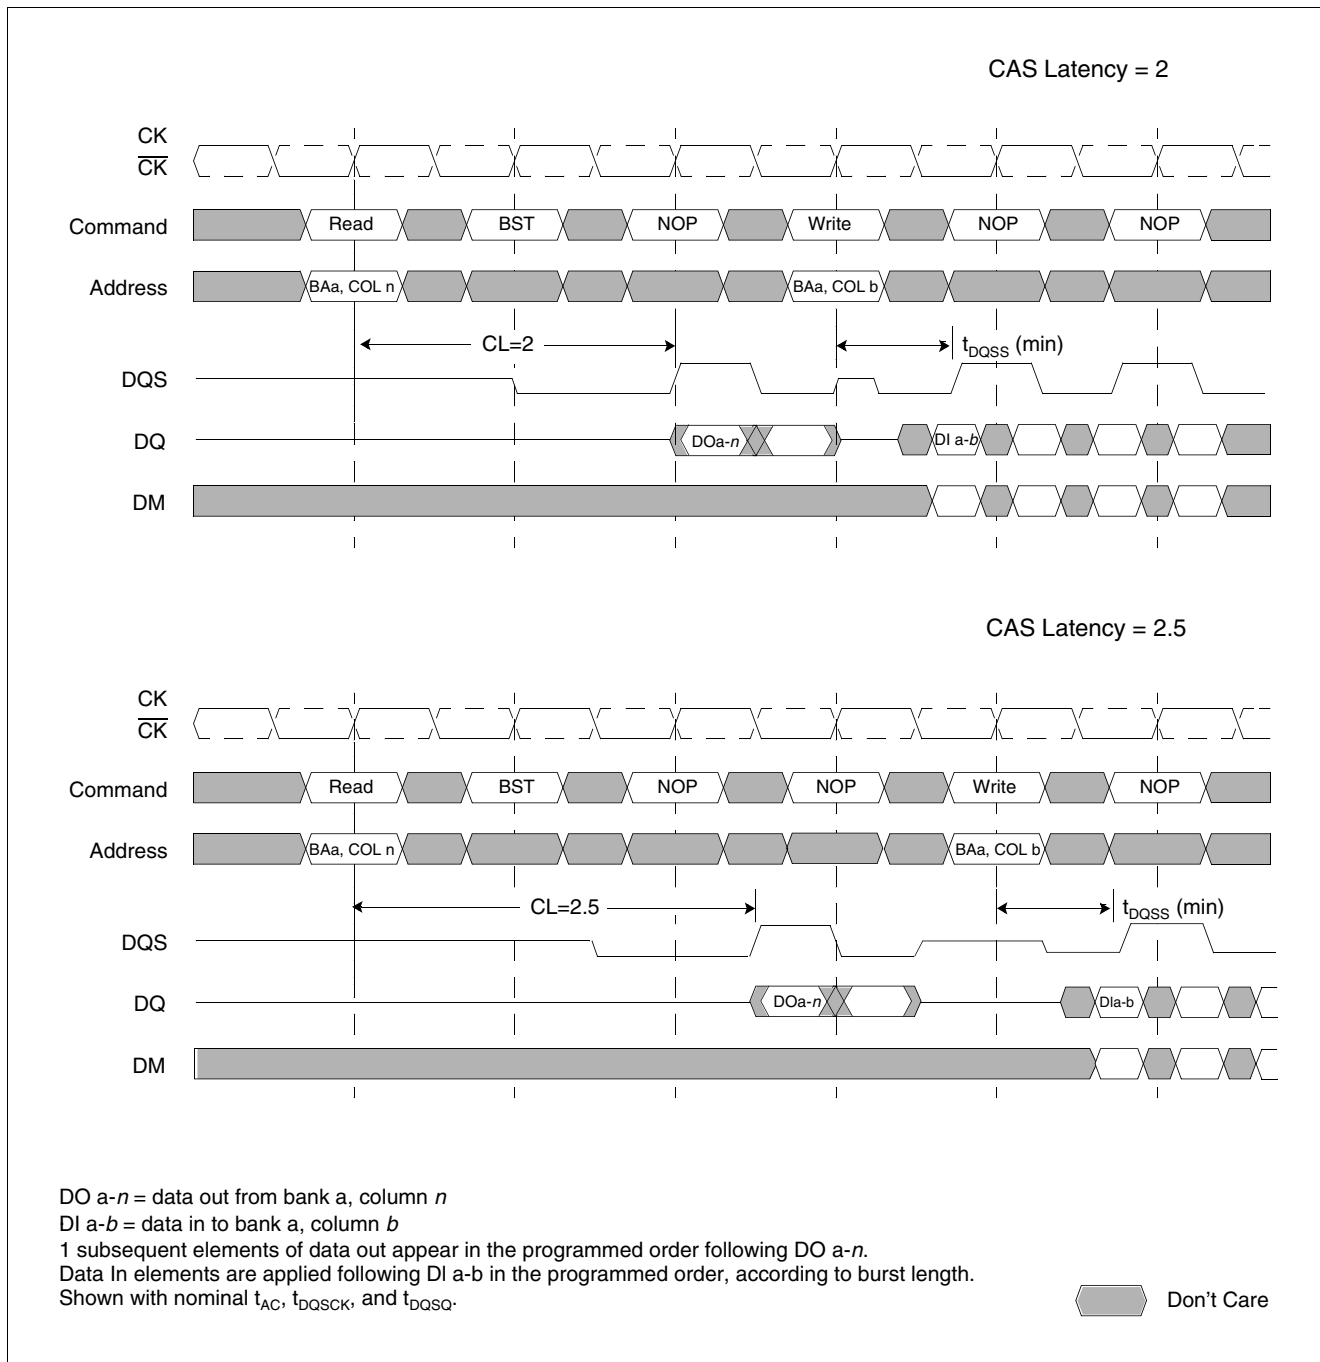 CAS Latency = 2
CK
CK
Command Read BST NOP Write NOP NOP
Address BAa, COL n BAa, COL b
CL=2 tDQSS (min)
DQS
DQ DOa-n DI a-b
DM
CAS Latency = 2.5
CK
CK
Command Read BST NOP NOP Write NOP
Address BAa, COL n BAa, COL b
CL=2.5 tDQSS (min)
DQS
DQ DOa-n DIa-b
DM
DO a-n = data out from bank a, column n
DI a-b = data in to bank a, column b
1 subsequent elements of data out appear in the programmed order following DO a-n.
Data In elements are applied following DI a-b in the programmed order, according to burst length.
Shown with nominal tAC, tDQSCK, and tDQSQ.
Don't Care